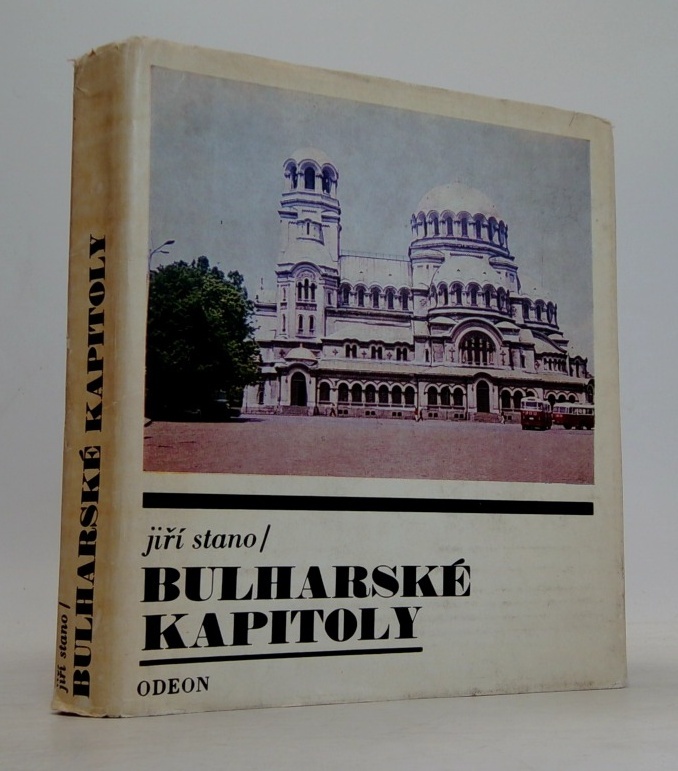 jiří stano/
BULHARSKÉ KAPITOLY
jiří stano/
BULHARSKÉ
KAPITOLY
ODEON